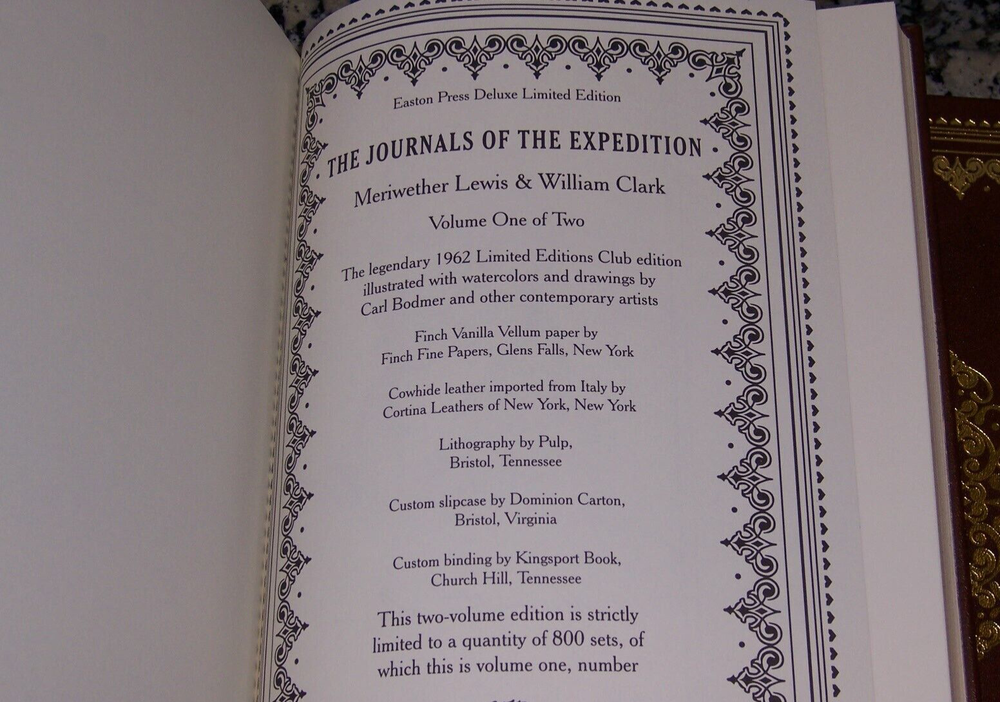 Easton Press Deluxe Limited Edition
THE JOURNALS OF THE EXPEDITION
Meriwether Lewis & William Clark
Volume One of Two
The legendary 1962 Limited Editions Club edition
illustrated with watercolors and drawings by
Carl Bodmer and other contemporary artists
Finch Vanilla Vellum paper by
Finch Fine Papers, Glens Falls, New York
Cowhide leather imported from Italy by
Cortina Leathers of New York, New York
Lithography by Pulp,
Bristol, Tennessee
Custom slipcase by Dominion Carton,
Bristol, Virginia
Custom binding by Kingsport Book,
Church Hill, Tennessee
This two-volume edition is strictly
limited to a quantity of 800 sets, of
which this is volume one, number